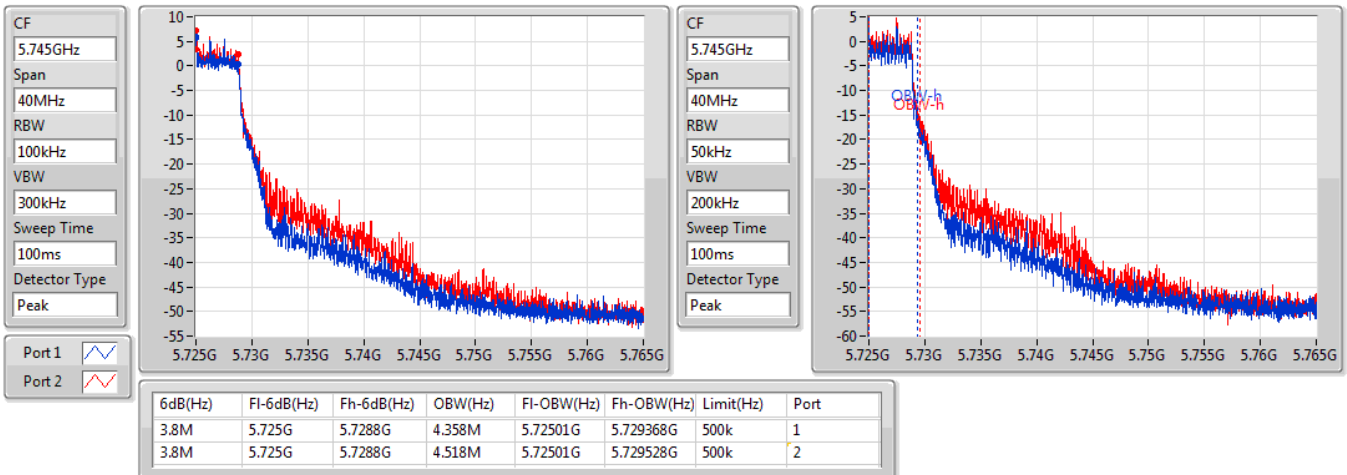 CF
5.745GHz
Span
40MHz
RBW
100kHz
VBW
300kHz
Sweep Time
100ms
Detector Type
Peak
10
5
0
-5
-10
-15
-20
-25
-30
-35
-40
-45
-50
-55
5.725G 5.73G 5.735G 5.74G 5.745G 5.75G 5.755G 5.76G 5.765G
CF
5.745GHz
Span
40MHz
RBW
50kHz
VBW
200kHz
Sweep Time
100ms
Detector Type
Peak
5
0
-5
-10
-15
-20
-25
-30
-35
-40
-45
-50
-55
-60
OBW-h
OBW-h
5.725G 5.73G 5.735G 5.74G 5.745G 5.75G 5.755G 5.76G 5.765G
Port 1
Port 2
6dB(Hz) Fl-6dB(Hz) Fh-6dB(Hz) OBW(Hz) Fl-OBW(Hz) Fh-OBW(Hz) Limit(Hz) Port
3.8M 5.725G 5.7288G 4.358M 5.72501G 5.729368G 500k 1
3.8M 5.725G 5.7288G 4.518M 5.72501G 5.729528G 500k 2